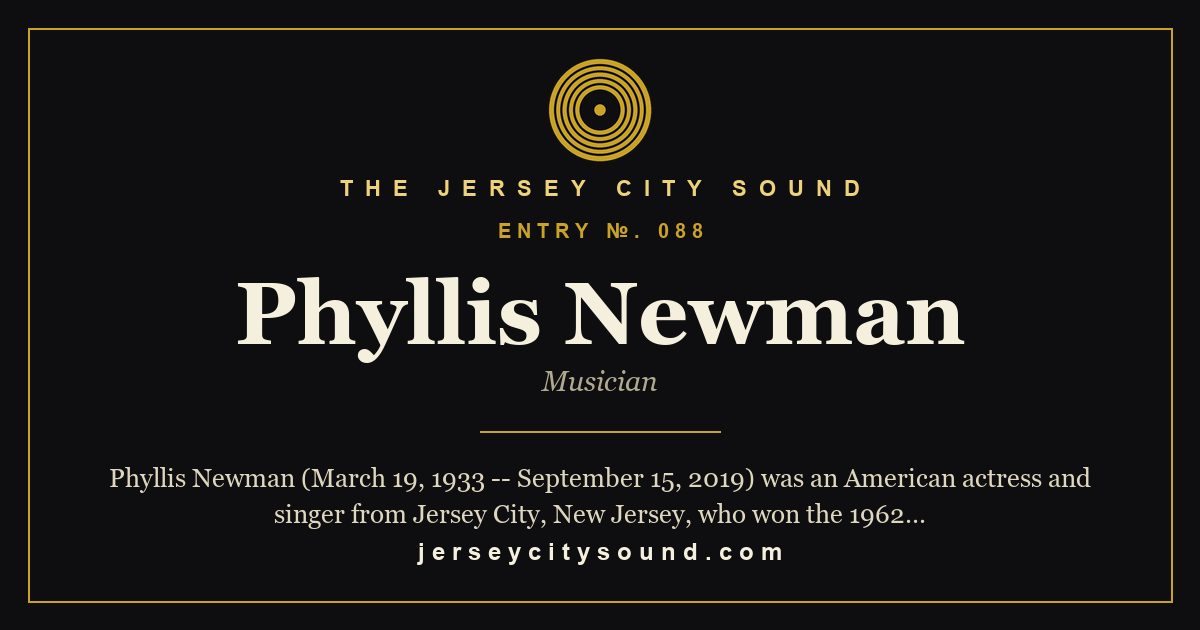 THE JERSEY CITY SOUND
ENTRY №. 088
Phyllis Newman
Musician
Phyllis Newman (March 19, 1933 -- September 15, 2019) was an American actress and
singer from Jersey City, New Jersey, who won the 1962...
jerseycitysound.com